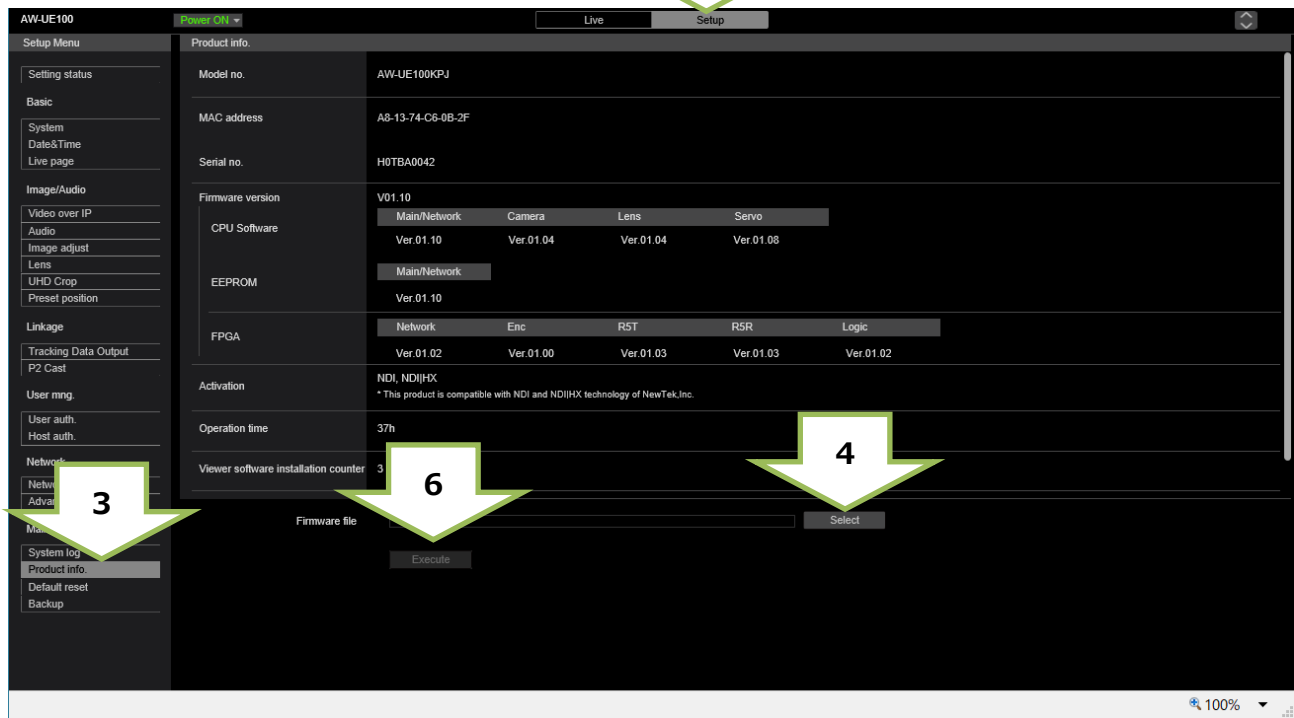 AW-UE100
Power ON
Live
Setup
Setup Menu
Setting status
Basic
System
Date&Time
Live page
Image/Audio
Video over IP
Audio
Image adjust
Lens
UHD Crop
Preset position
Linkage
Tracking Data Output
P2 Cast
User mng.
User auth.
Host auth.
System log
Product info.
Default reset
Backup
Product info.
Model no. AW-UE100KPJ
MAC address A8-13-74-C6-0B-2F
Serial no. H0TBA0042
Firmware version V01.10
CPU Software
Main/Network Camera Lens Servo
Ver.01.10 Ver.01.04 Ver.01.04 Ver.01.08
EEPROM
Main/Network
Ver.01.10
FPGA
Network Enc R5T R5R Logic
Ver.01.02 Ver.01.00 Ver.01.03 Ver.01.03 Ver.01.02
Activation
NDI, NDI|HX
* This product is compatible with NDI and NDI|HX technology of NewTek,Inc.
Operation time 37h
Viewer software installation counter 3
Firmware file
Select
Execute
3
6
4
100%